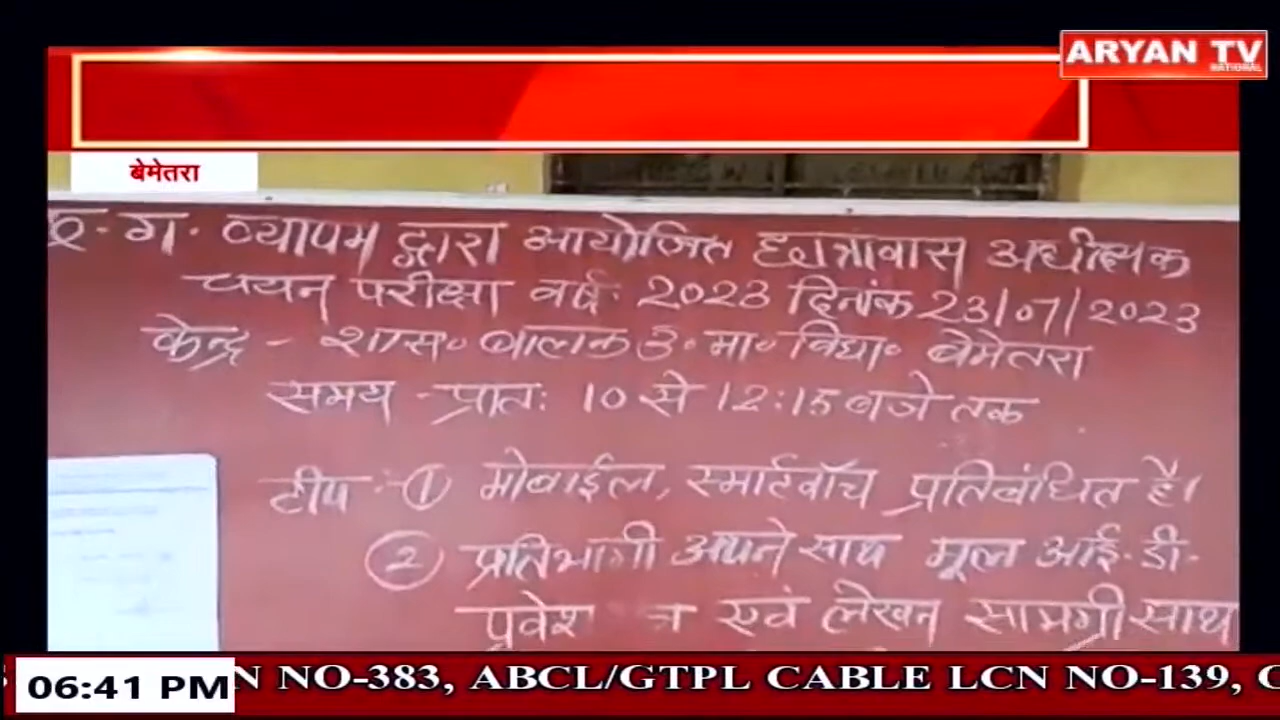 ARYAN TV
NATIONAL
बेमेतरा
छ.ग. व्यापम द्वारा आयोजित छात्रावास अधीक्षक
चयन परीक्षा वर्ष. 2023 दिनांक 23/07/2023
केन्द्र - शास॰ बालक उ॰ मा॰ विद्या॰ बेमेतरा
समय - प्रातः 10 से 12:15 बजे तक
टीप :- ① मोबाईल, स्मार्टवॉच प्रतिबंधित है।
② प्रतिभागी अपने साथ मूल आई.डी.
प्रवेश त्र एवं लेखन सामग्री साथ
06:41 PM
N NO-383, ABCL/GTPL CABLE LCN NO-139, C